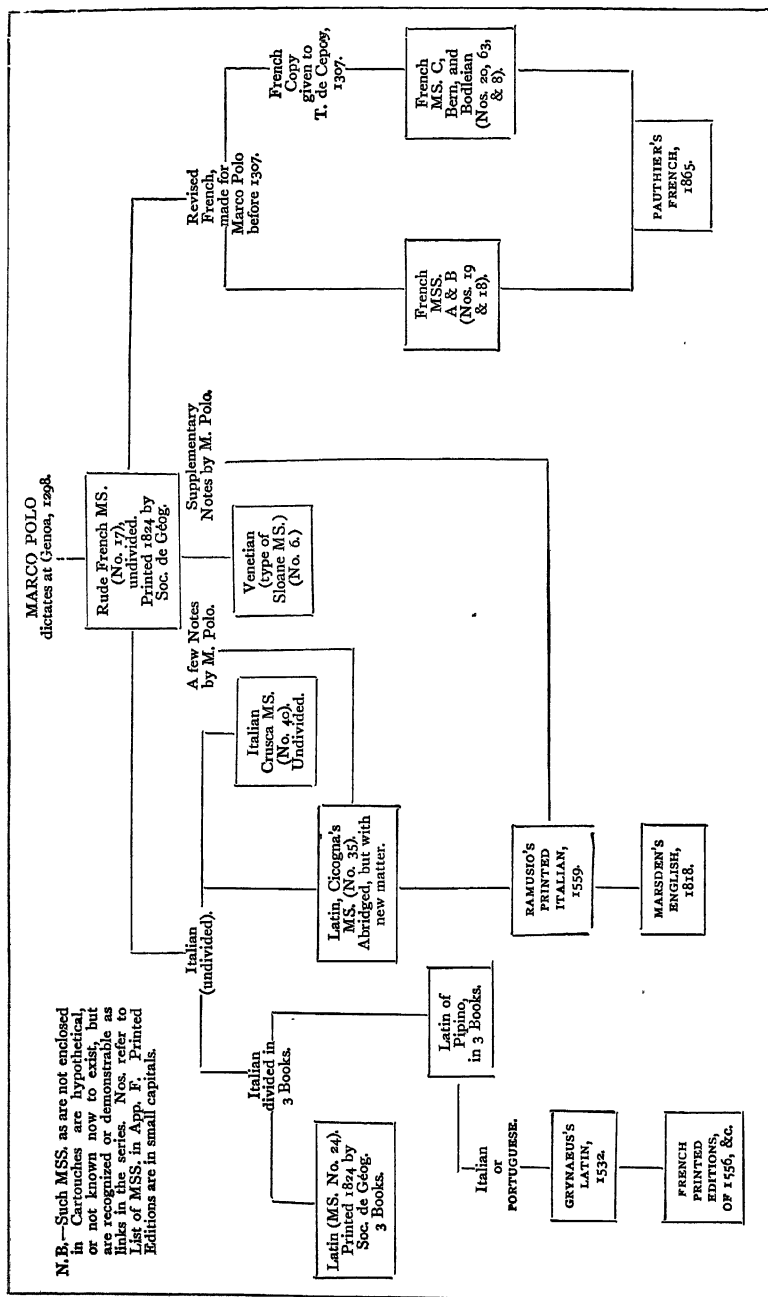 MARCO POLO
dictates at Genoa, 1298.
Rude French MS.
(No. 17),
undivided.
Printed 1824 by
Soc. de Géog.
N.B.—Such MSS. as are not enclosed
in Cartouches are hypothetical,
or not known now to exist, but
are recognized or demonstrable as
links in the series. Nos. refer to
List of MSS. in App. F. Printed
Editions are in small capitals.
Italian
(undivided).
A few Notes
by M. Polo.
Supplementary
Notes by M. Polo.
Revised
French,
made for
Marco Polo
before 1307.
Italian
divided in
3 Books.
Italian
Crusca MS.
(No. 40).
Undivided.
Venetian
(type of
Sloane MS.)
(No. 6.)
French
Copy
given to
T. de Cepoy,
1307.
Latin (MS. No. 24).
Printed 1824 by
Soc. de Géog.
3 Books.
Latin of
Pipino,
in 3 Books.
Latin, Cicogna's
MS. (No. 35).
Abridged, but with
new matter.
French
MSS.
A & B
(Nos. 19
& 18).
French
MS. C,
Bern, and
Bodleian
(Nos. 20, 63,
& 8).
Italian
or
PORTUGUESE.
GRYNAEUS'S
LATIN,
1532.
FRENCH
PRINTED
EDITIONS,
OF 1556, &C.
RAMUSIO'S
PRINTED
ITALIAN,
1559.
MARSDEN'S
ENGLISH,
1818.
PAUTHIER'S
FRENCH,
1865.